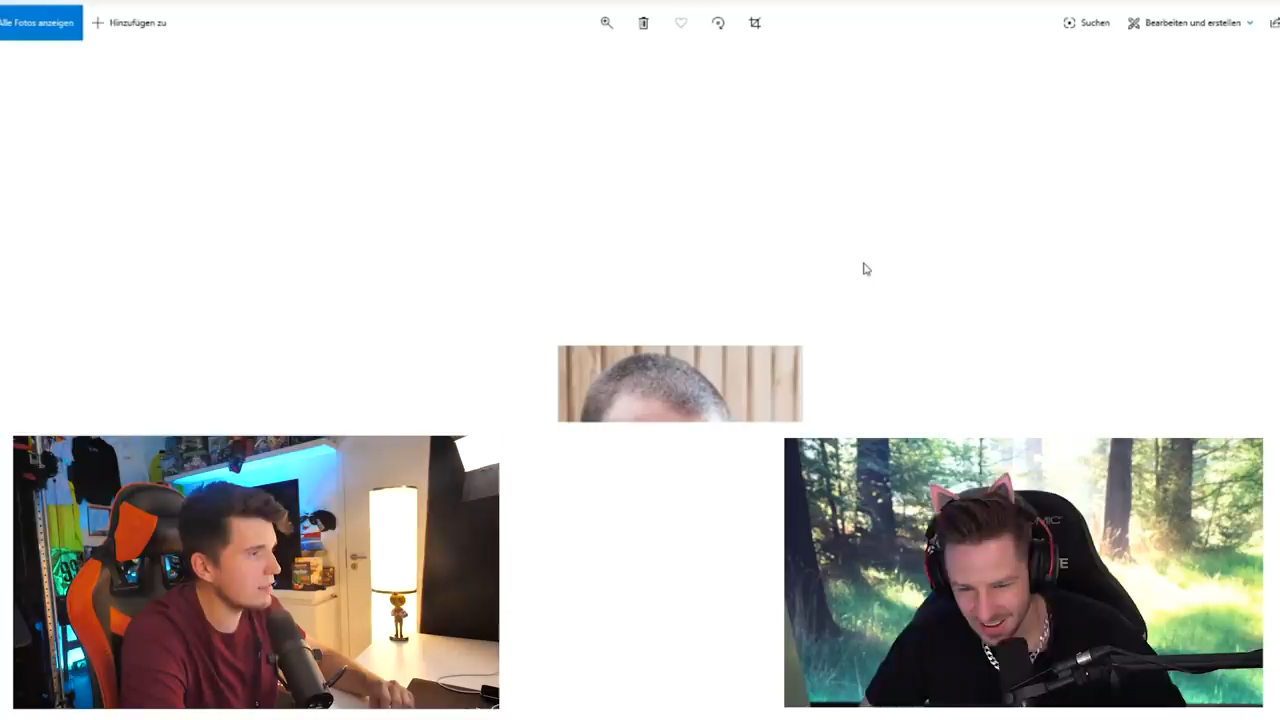 Alle Fotos anzeigen
Hinzufügen zu
Suchen
Bearbeiten und erstellen